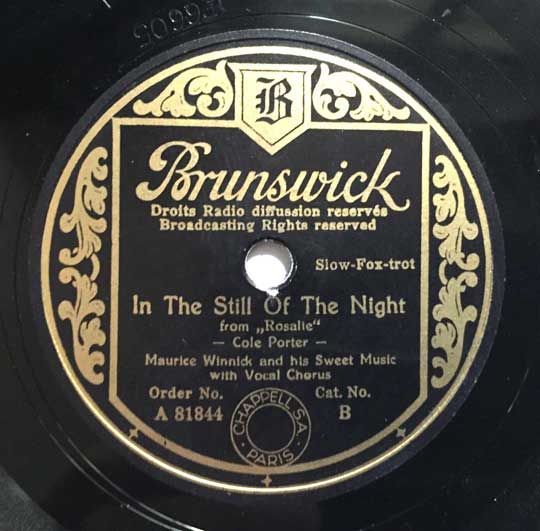 B
Brunswick
Droits Radio diffussion reservés
Broadcasting Rights reserved
Slow-Fox-trot
In The Still Of The Night
from „Rosalie"
— Cole Porter —
Maurice Winnick and his Sweet Music
with Vocal Chorus
Order No. Cat. No.
A 81844 B
CHAPPELL S.A.
PARIS